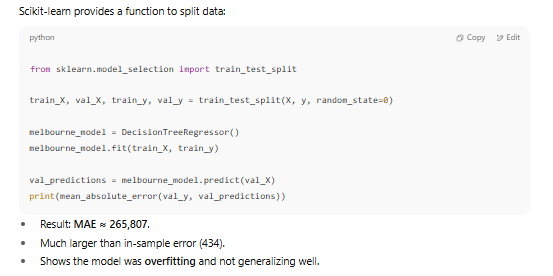 Scikit-learn provides a function to split data:
python
Copy
Edit
from sklearn.model_selection import train_test_split
train_X, val_X, train_y, val_y = train_test_split(X, y, random_state=0)
melbourne_model = DecisionTreeRegressor()
melbourne_model.fit(train_X, train_y)
val_predictions = melbourne_model.predict(val_X)
print(mean_absolute_error(val_y, val_predictions))
• Result: MAE ≈ 265,807.
• Much larger than in-sample error (434).
• Shows the model was overfitting and not generalizing well.